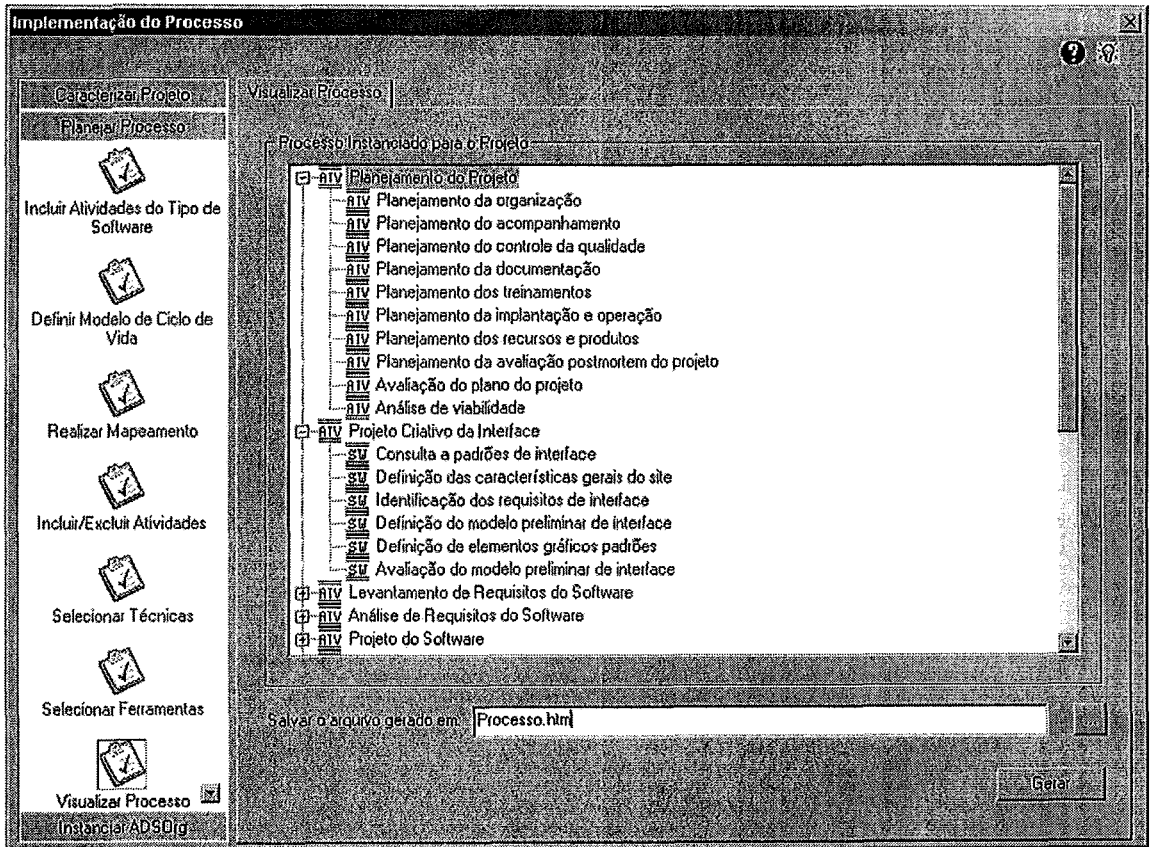 Implementação do Processo
Caracterizar Projeto
Planejar Processo
Incluir Atividades do Tipo de
Software
Definir Modelo de Ciclo de
Vida
Realizar Mapeamento
Incluir/Excluir Atividades
Selecionar Técnicas
Selecionar Ferramentas
Visualizar Processo
Instanciar ADSOrg
Visualizar Processo
Processo Instanciado para o Projeto
ATV Planejamento do Projeto
ATV Planejamento da organização
ATV Planejamento do acompanhamento
ATV Planejamento do controle da qualidade
ATV Planejamento da documentação
ATV Planejamento dos treinamentos
ATV Planejamento da implantação e operação
ATV Planejamento dos recursos e produtos
ATV Planejamento da avaliação postmortem do projeto
ATV Avaliação do plano do projeto
ATV Análise de viabilidade
ATV Projeto Criativo da Interface
SW Consulta a padrões de interface
SW Definição das características gerais do site
SW Identificação dos requisitos de interface
SW Definição do modelo preliminar de interface
SW Definição de elementos gráficos padrões
SW Avaliação do modelo preliminar de interface
ATV Levantamento de Requisitos do Software
ATV Análise de Requisitos do Software
ATV Projeto do Software
Salvar o arquivo gerado em: Processo.htm
Gerar